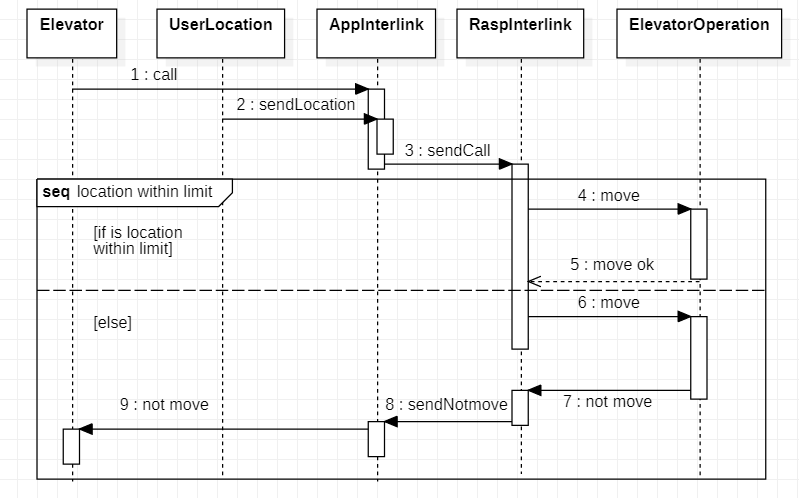 Elevator
UserLocation
AppInterlink
RaspInterlink
ElevatorOperation
1 : call
2 : sendLocation
3 : sendCall
seq location within limit
4 : move
[if is location
within limit]
5 : move ok
6 : move
[else]
7 : not move
8 : sendNotmove
9 : not move